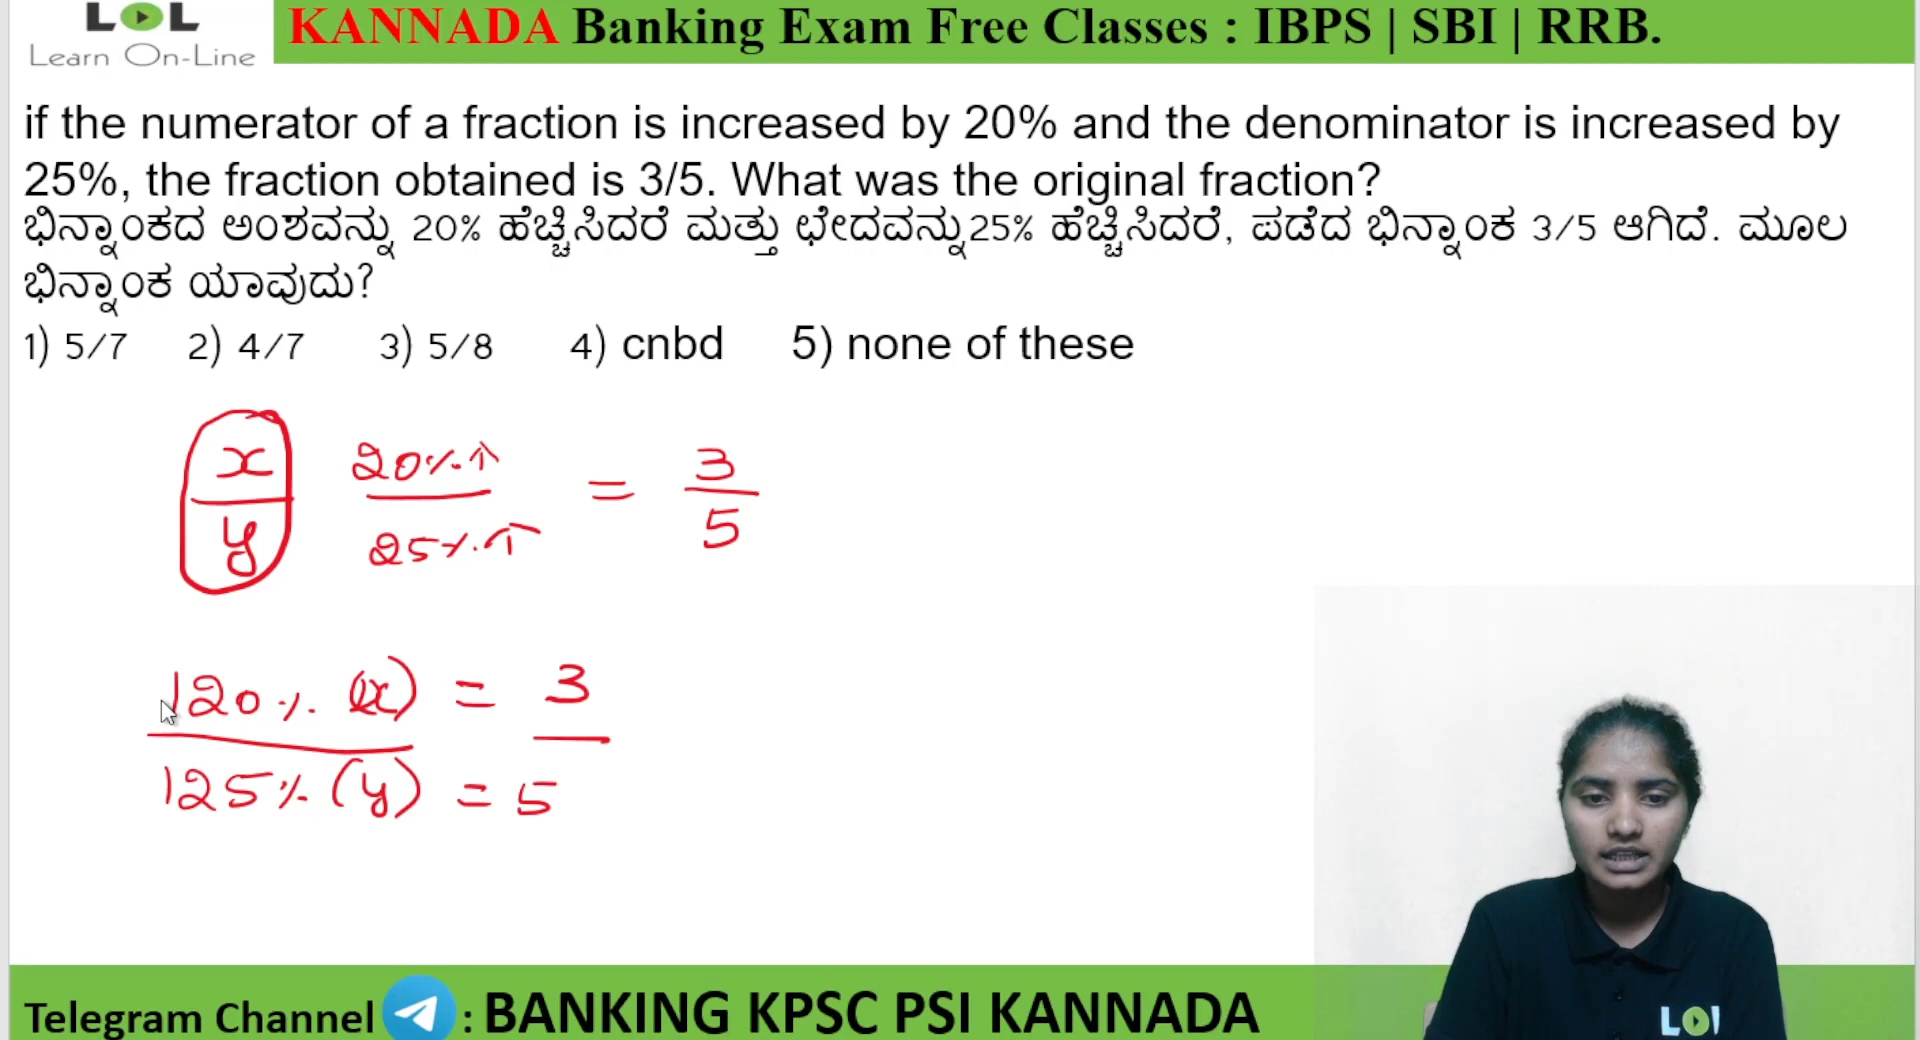 LOL
Learn On-Line
KANNADA Banking Exam Free Classes : IBPS | SBI | RRB.
if the numerator of a fraction is increased by 20% and the denominator is increased by
25%, the fraction obtained is 3/5. What was the original fraction?
ಭಿನ್ನಾಂಕದ ಅಂಶವನ್ನು 20% ಹೆಚ್ಚಿಸಿದರೆ ಮತ್ತು ಛೇದವನ್ನು25% ಹೆಚ್ಚಿಸಿದರೆ, ಪಡೆದ ಭಿನ್ನಾಂಕ 3/5 ಆಗಿದೆ. ಮೂಲ
ಭಿನ್ನಾಂಕ ಯಾವುದು?
1) 5/7 2) 4/7 3) 5/8 4) cnbd 5) none of these
x 20%↑ = 3
y 25%↑ 5
120% (x) = 3
125% (y) = 5
LOL
Telegram Channel : BANKING KPSC PSI KANNADA